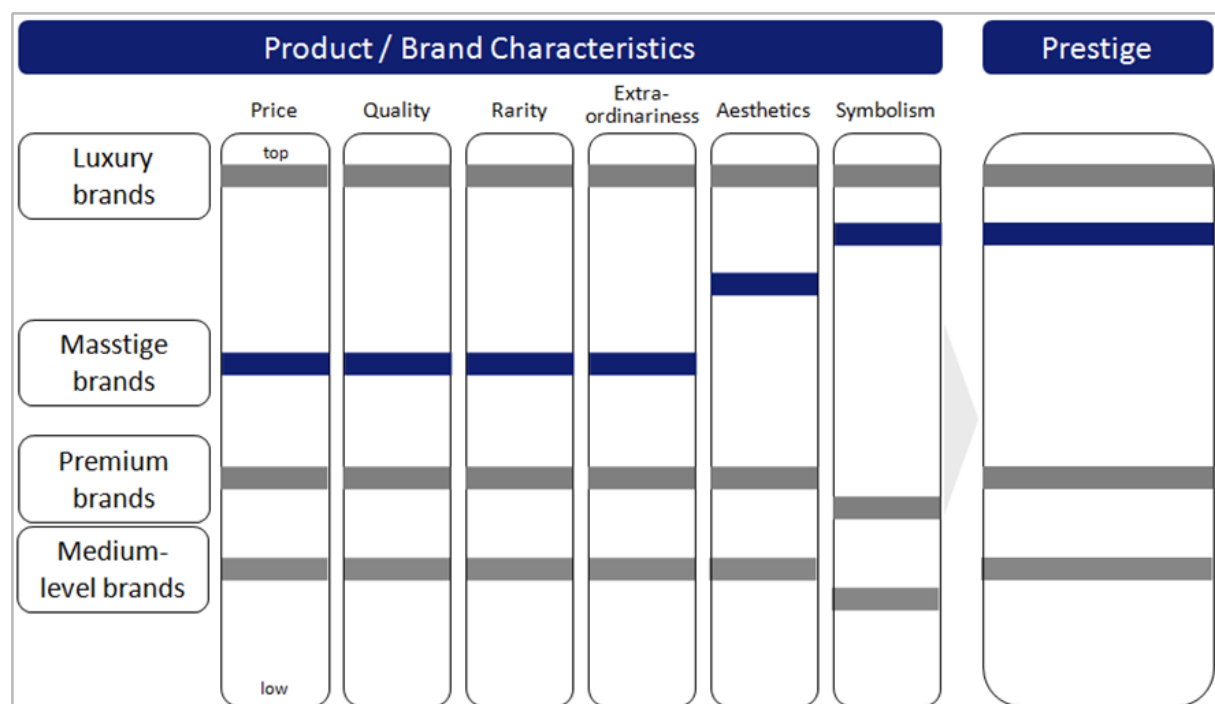 Product / Brand Characteristics
Prestige
Price
Quality
Rarity
Extra-
ordinariness
Aesthetics
Symbolism
Luxury
brands
top
Masstige
brands
Premium
brands
Medium-
level brands
low